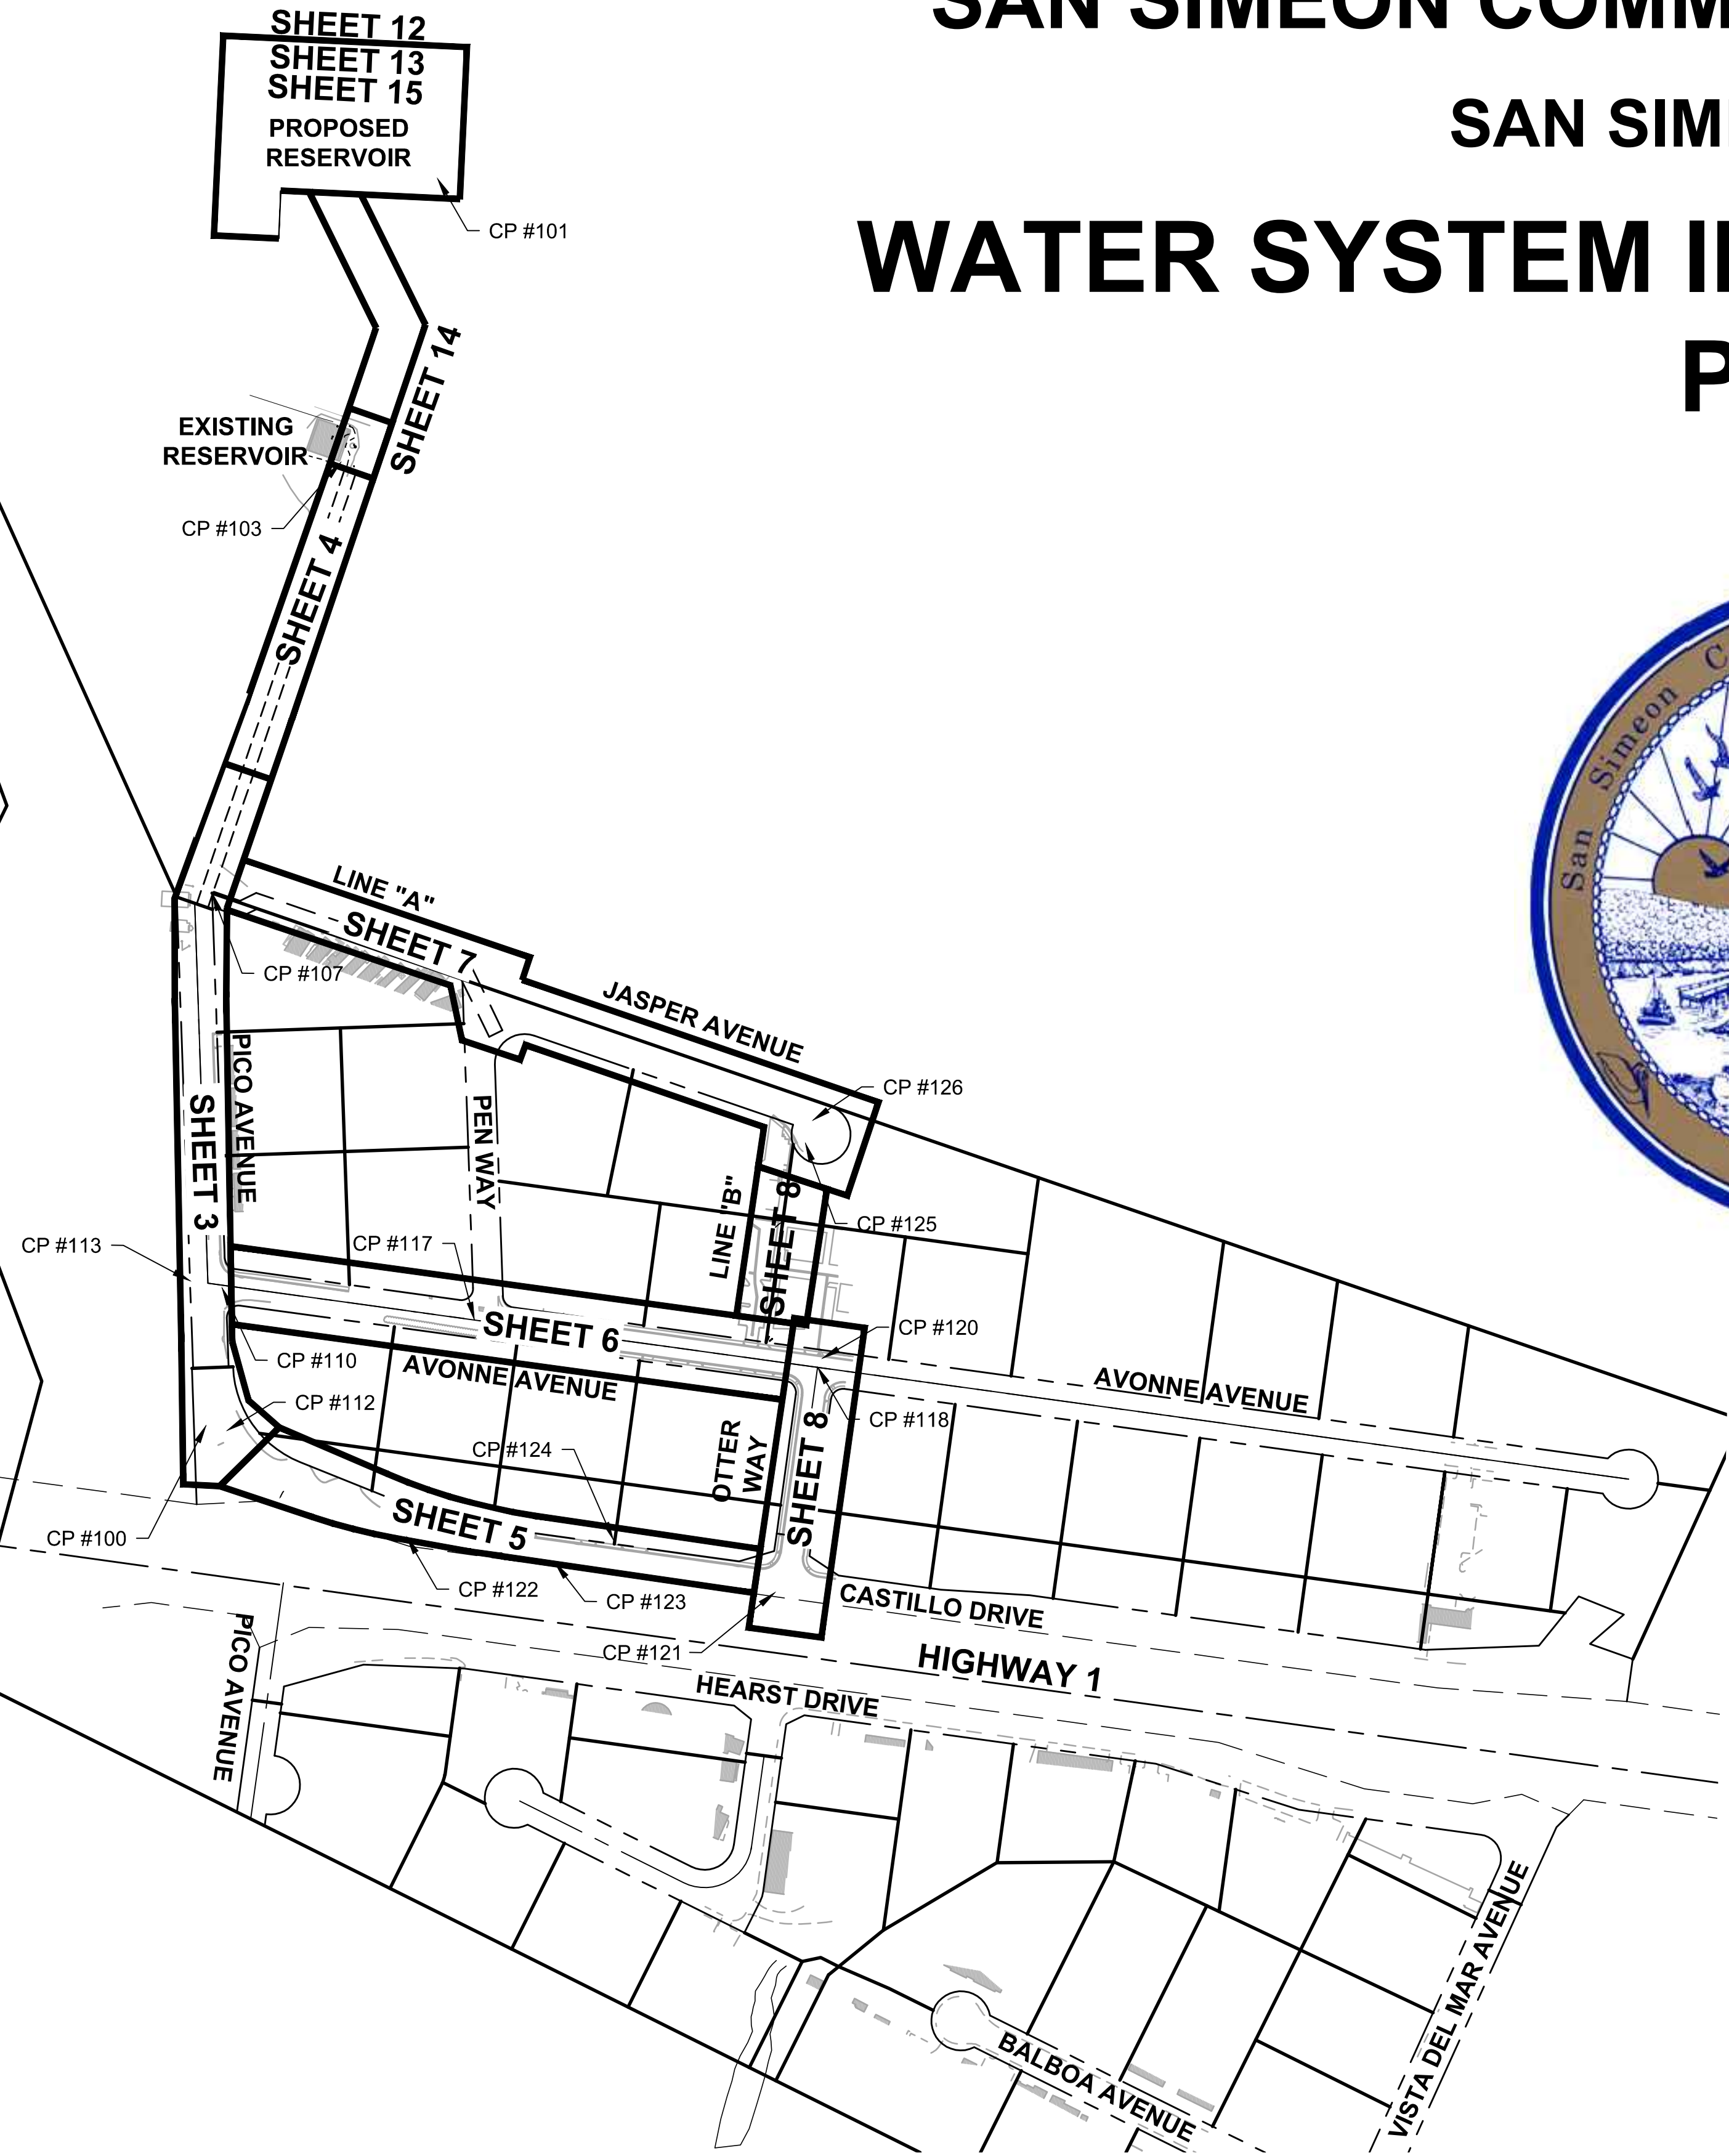 SAN SIMEON COMM
SAN SIM
WATER SYSTEM I
P
SHEET 12
SHEET 13
SHEET 15
PROPOSED
RESERVOIR
CP #101
SHEET 14
EXISTING
RESERVOIR
CP #103
SHEET 4
San Simeon C
LINE "A"
SHEET 7
CP #107
JASPER AVENUE
CP #126
PICO AVENUE
SHEET 3
PEN WAY
LINE "B"
SHEET 8
CP #125
CP #113
CP #117
SHEET 6
CP #120
CP #110
AVONNE AVENUE
AVONNE AVENUE
CP #112
CP #118
OTTER
WAY
SHEET 8
CP #124
SHEET 5
CP #100
CP #122
CP #123
CASTILLO DRIVE
CP #121
HIGHWAY 1
HEARST DRIVE
PICO AVENUE
VISTA DEL MAR AVENUE
BALBOA AVENUE